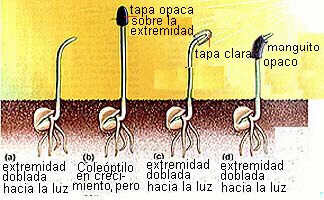 tapa opaca
sobre la
extremidad
tapa clara
manguito
opaco
(a)
extremidad
doblada
hacia la luz
(b)
Coleóptilo
en creci-
miento, pero
(c)
extremidad
doblada
hacia la luz
(d)
extremidad
doblada
hacia la luz